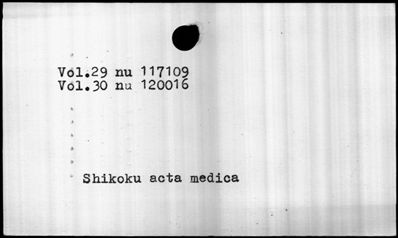 Vol.29 nu 117109
Vol.30 nu 120016
Shikoku acta medica